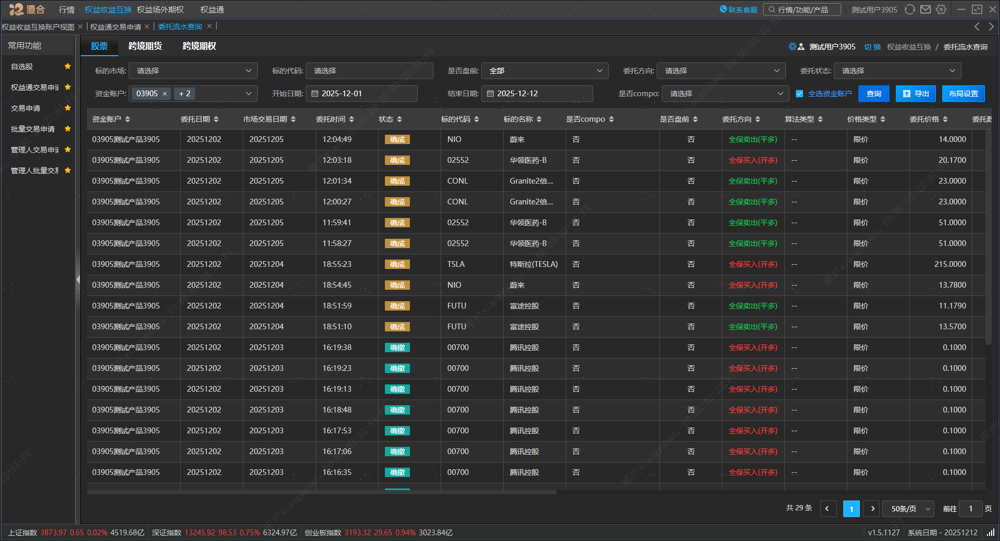 道合 行情 权益收益互换 权益场外期权 权益通 联系客服 行情/功能/产品 测试用户3905
权益收益互换账户视图 × 权益通交易申请 × 委托流水查询 ×
常用功能 股票 跨境期货 跨境期权 测试用户3905 切换 权益收益互换 / 委托流水查询
自选股
权益通交易申请
交易申请
批量交易申请
管理人交易申请
管理人批量交易
标的市场: 请选择 标的代码: 请选择 是否盘前: 全部 委托方向: 请选择 委托状态: 请选择
资金账户: 03905 × + 2 开始日期: 2025-12-01 结束日期: 2025-12-12 是否compo: 请选择 全选资金账户 查询 导出 布局设置
资金账户 委托日期 市场交易日期 委托时间 状态 标的代码 标的名称 是否compo 是否盘前 委托方向 算法类型 价格类型 委托价格 委托数
03905测试产品3905 20251202 20251205 12:04:49 确成 NIO 蔚来 否 否 全保卖出(平多) -- 限价 14.0000
03905测试产品3905 20251202 20251205 12:03:18 确成 02552 华领医药-B 否 否 全保买入(开多) -- 限价 20.1700
03905测试产品3905 20251202 20251205 12:01:34 确成 CONL Granite2倍... 否 否 全保卖出(平多) -- 限价 23.0000
03905测试产品3905 20251202 20251205 12:00:27 确成 CONL Granite2倍... 否 否 全保卖出(平多) -- 限价 23.0000
03905测试产品3905 20251202 20251205 11:59:41 确成 02552 华领医药-B 否 否 全保卖出(平多) -- 限价 51.0000
03905测试产品3905 20251202 20251205 11:58:27 确成 02552 华领医药-B 否 否 全保卖出(平多) -- 限价 51.0000
03905测试产品3905 20251202 20251204 18:55:23 确成 TSLA 特斯拉(TESLA) 否 否 全保买入(开多) -- 限价 215.0000
03905测试产品3905 20251202 20251204 18:54:45 确成 NIO 蔚来 否 否 全保买入(开多) -- 限价 13.7800
03905测试产品3905 20251202 20251204 18:51:59 确成 FUTU 富途控股 否 否 全保卖出(平多) -- 限价 11.1790
03905测试产品3905 20251202 20251204 18:51:10 确成 FUTU 富途控股 否 否 全保卖出(平多) -- 限价 13.5700
03905测试产品3905 20251202 20251203 16:19:38 确撤 00700 腾讯控股 否 否 全保买入(开多) -- 限价 0.1000
03905测试产品3905 20251202 20251203 16:19:23 确撤 00700 腾讯控股 否 否 全保买入(开多) -- 限价 0.1000
03905测试产品3905 20251202 20251203 16:19:13 确撤 00700 腾讯控股 否 否 全保买入(开多) -- 限价 0.1000
03905测试产品3905 20251202 20251203 16:18:48 确撤 00700 腾讯控股 否 否 全保买入(开多) -- 限价 0.1000
03905测试产品3905 20251202 20251203 16:17:53 确撤 00700 腾讯控股 否 否 全保买入(开多) -- 限价 0.1000
03905测试产品3905 20251202 20251203 16:17:06 确撤 00700 腾讯控股 否 否 全保买入(开多) -- 限价 0.1000
03905测试产品3905 20251202 20251203 16:16:35 确撤 00700 腾讯控股 否 否 全保买入(开多) -- 限价 0.1000
共 29 条 1 50条/页 前往 1 页
上证指数 3873.97 0.65 0.02% 4519.68亿 深证指数 13245.92 98.53 0.75% 6324.97亿 创业板指数 3193.32 29.65 0.94% 3023.84亿 v1.5.1127 系统日期 - 20251212